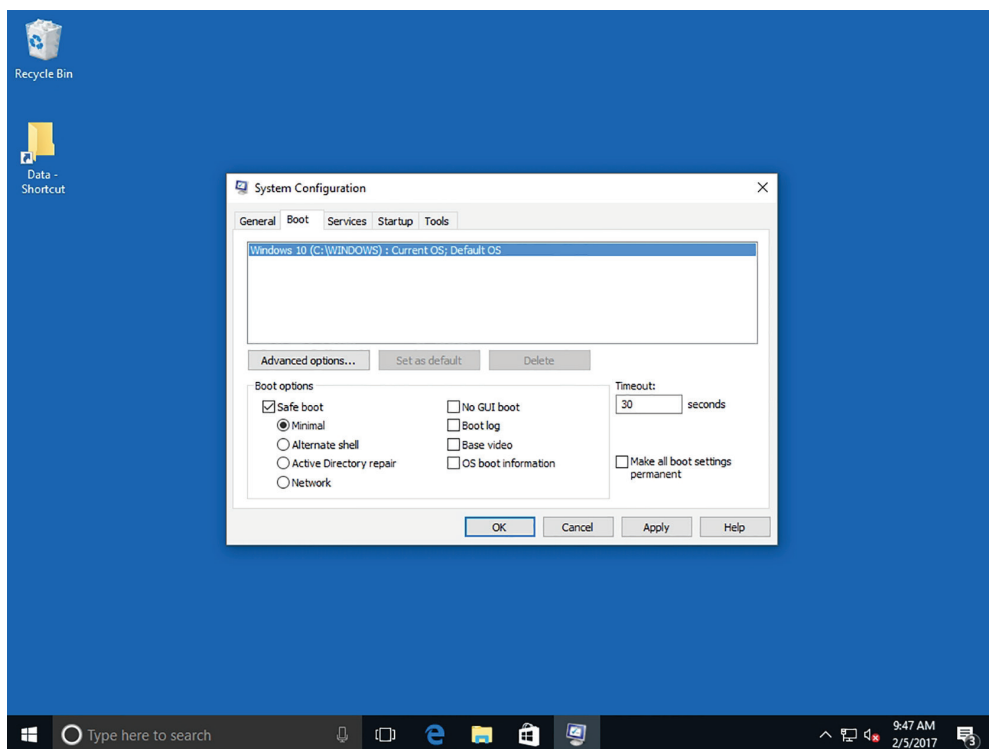 Recycle Bin
Data -
Shortcut
System Configuration
General Boot Services Startup Tools
Windows 10 (C:\WINDOWS) : Current OS; Default OS
Advanced options... Set as default Delete
Boot options
Safe boot
Minimal
Alternate shell
Active Directory repair
Network
No GUI boot
Boot log
Base video
OS boot information
Timeout:
30 seconds
Make all boot settings
permanent
OK Cancel Apply Help
Type here to search
9:47 AM
2/5/2017
3